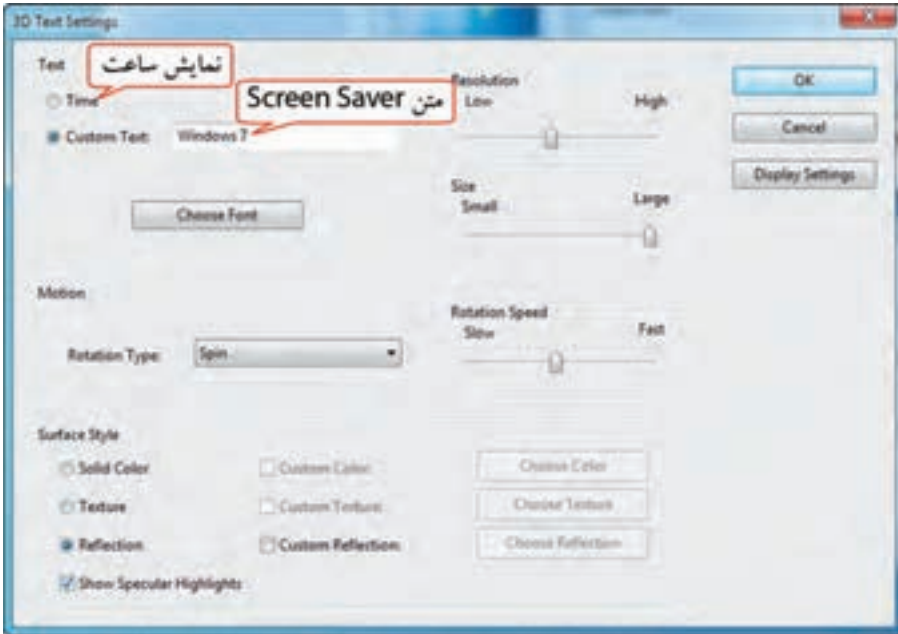 3D Text Settings
Text
نمایش ساعت
Time
متن Screen Saver
Custom Text:
Windows 7
Choose Font
Resolution
Low
High
Size
Small
Large
Motion
Rotation Type:
Spin
Rotation Speed
Slow
Fast
Surface Style
Solid Color
Custom Color:
Choose Color
Texture
Custom Texture:
Choose Texture
Reflection
Custom Reflection:
Choose Reflection
Show Specular Highlights
OK
Cancel
Display Settings